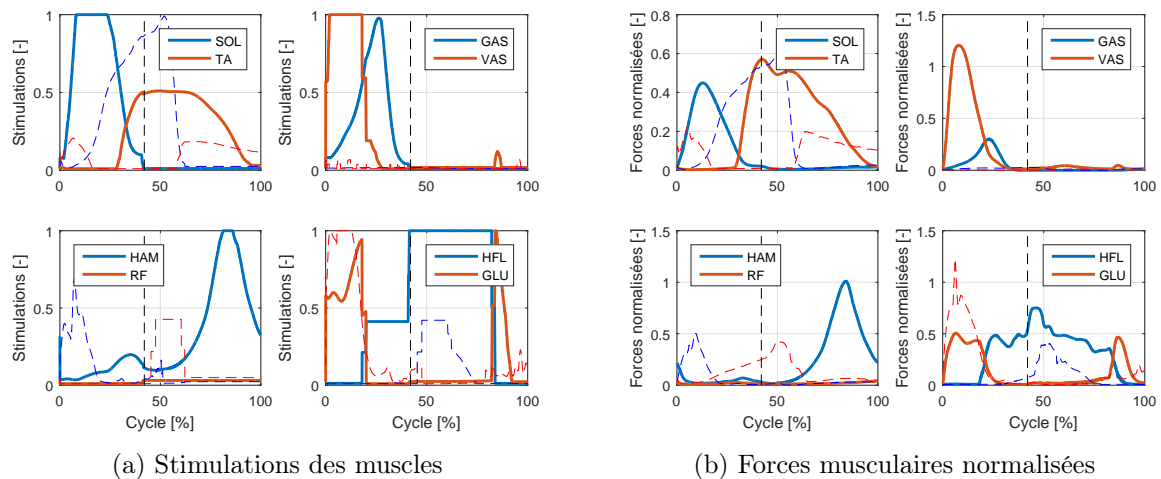 Stimulations [-]
1
0.5
0
0
50
100
SOL
TA
1
0.5
0
0
50
100
Stimulations [-]
GAS
VAS
Forces normalisées [-]
0.8
0.6
0.4
0.2
0
0
50
100
SOL
TA
Forces normalisées [-]
1.5
1
0.5
0
0
50
100
GAS
VAS
Stimulations [-]
1
0.5
0
0
50
100
HAM
RF
Cycle [%]
Stimulations [-]
1
0.5
0
0
50
100
HFL
GLU
Cycle [%]
Forces normalisées [-]
1.5
1
0.5
0
0
50
100
HAM
RF
Cycle [%]
Forces normalisées [-]
1.5
1
0.5
0
0
50
100
HFL
GLU
Cycle [%]
(a) Stimulations des muscles
(b) Forces musculaires normalisées